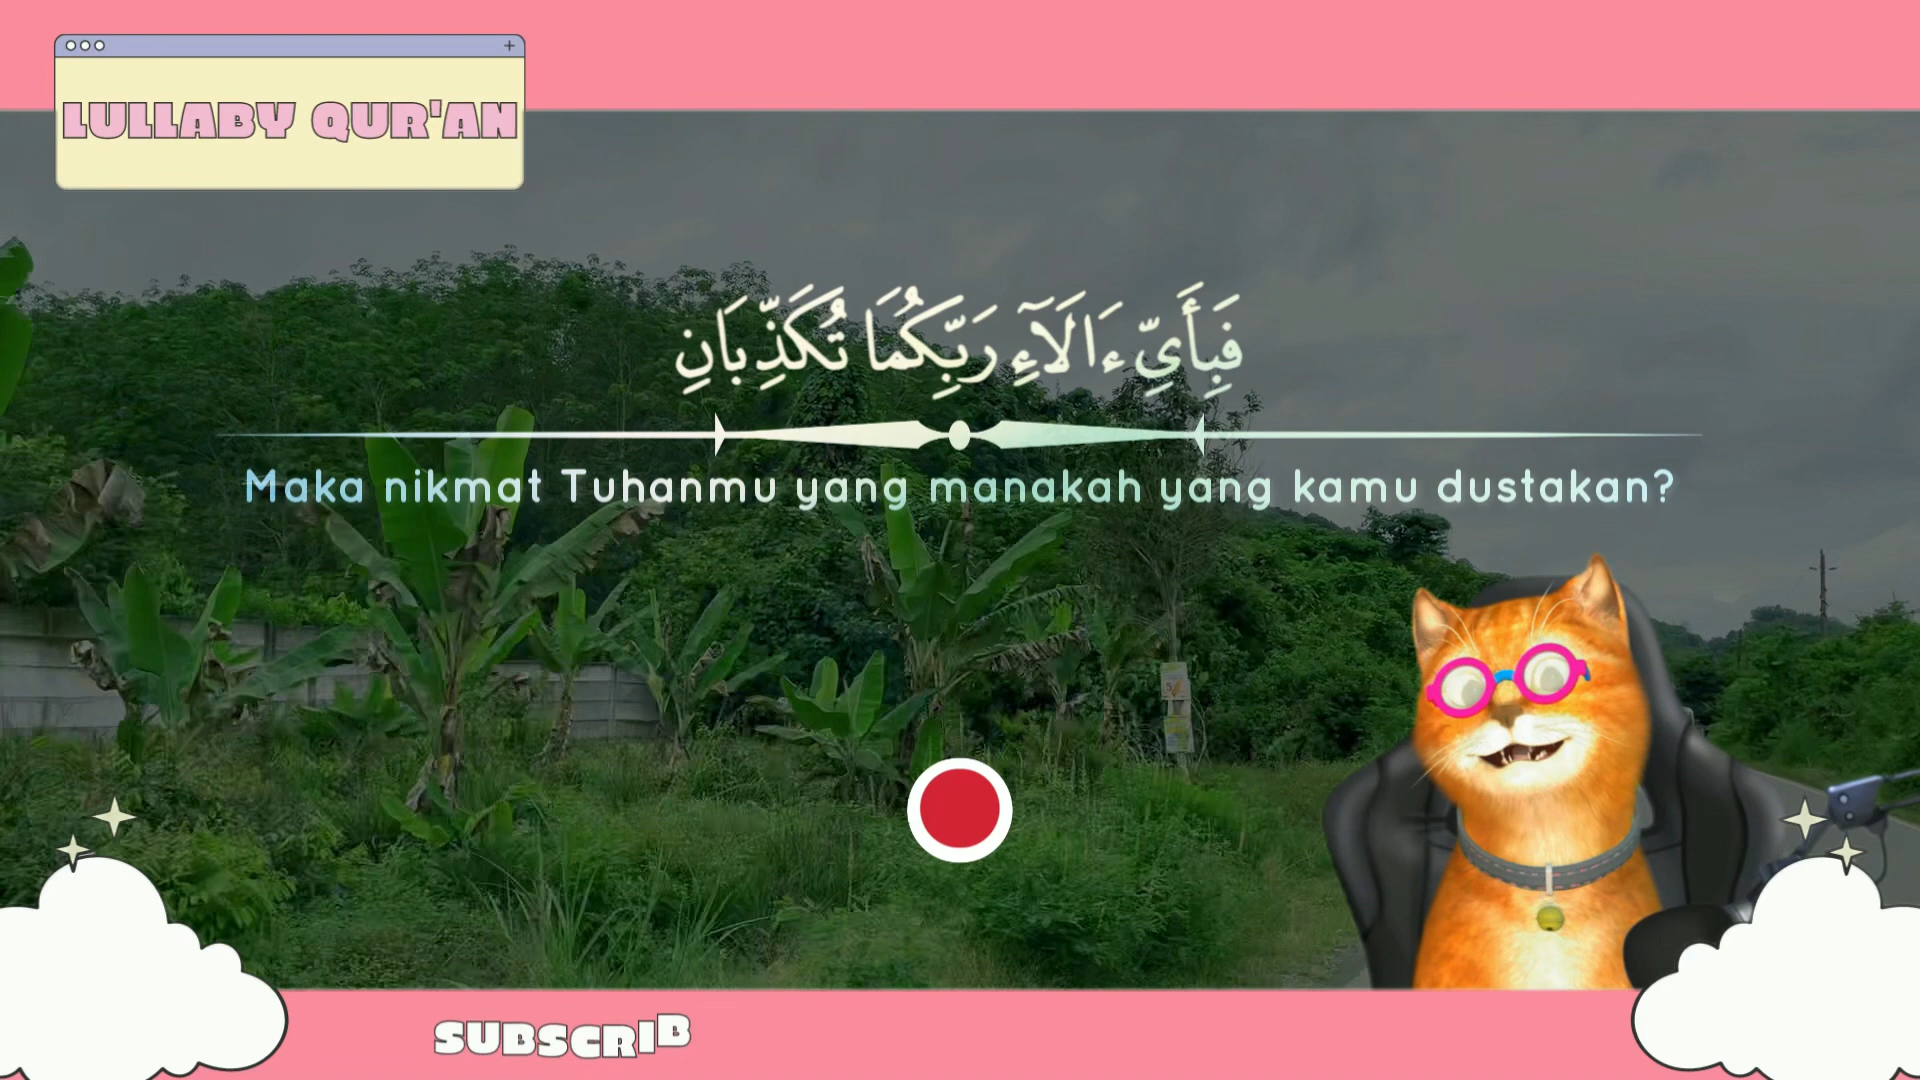 LULLABY QUR'AN
فَبِأَيِّ ءَالَآءِ رَبِّكُمَا تُكَذِّبَانِ
Maka nikmat Tuhanmu yang manakah yang kamu dustakan?
SUBSCRIB